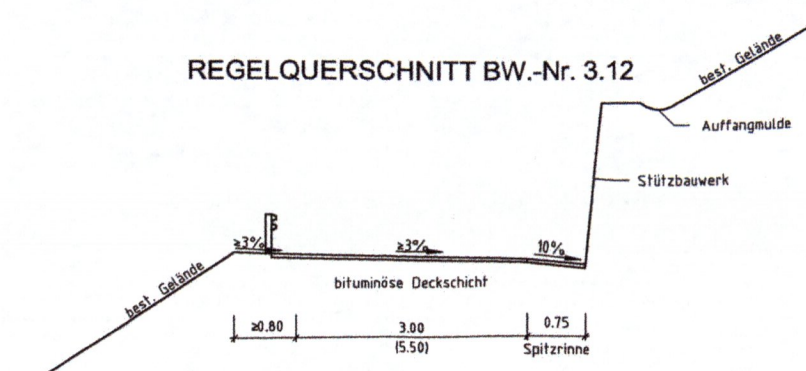 REGELQUERSCHNITT BW.-Nr. 3.12
best. Gelände
Auffangmulde
Stützbauwerk
≥3%
≥3%
10%
best. Gelände
bituminöse Deckschicht
≥0.80
3.00
0.75
(5.50)
Spitzrinne